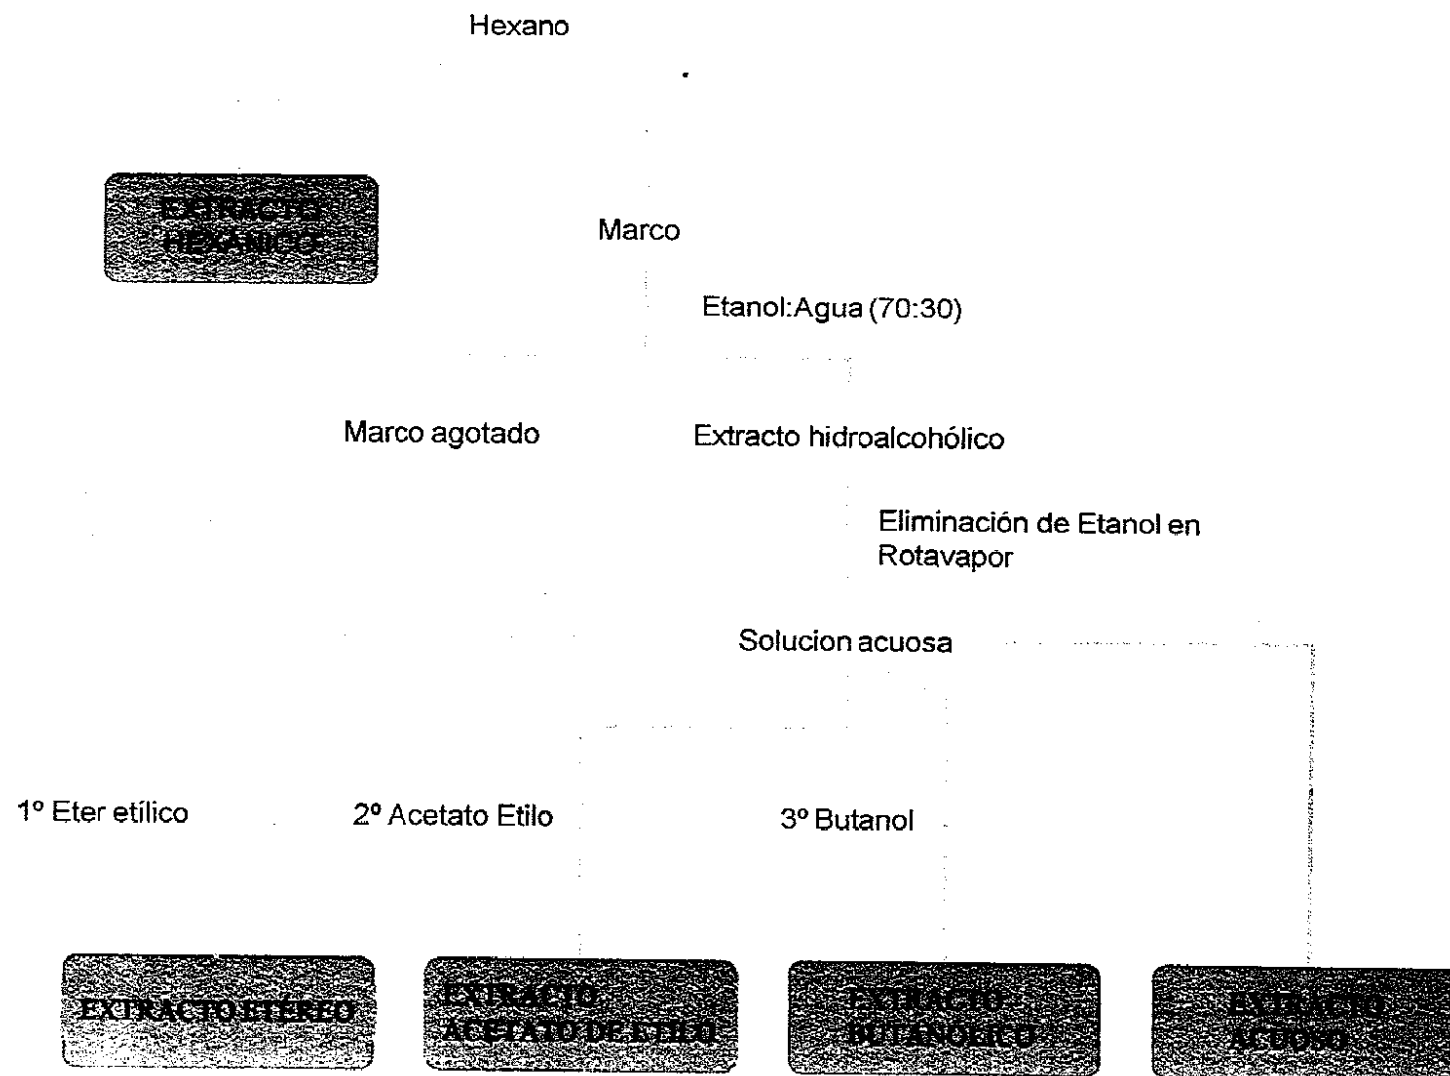 Hexano
EXTRACTO
HEXANICO
Marco
Etanol:Agua (70:30)
Marco agotado
Extracto hidroalcohólico
Eliminación de Etanol en
Rotavapor
Solucion acuosa
1º Eter etílico
2º Acetato Etilo
3º Butanol
EXTRACTO ETÉREO
EXTRACTO
ACETATO DE ETILO
EXTRACTO
BUTANÓLICO
EXTRACTO
ACUOSO